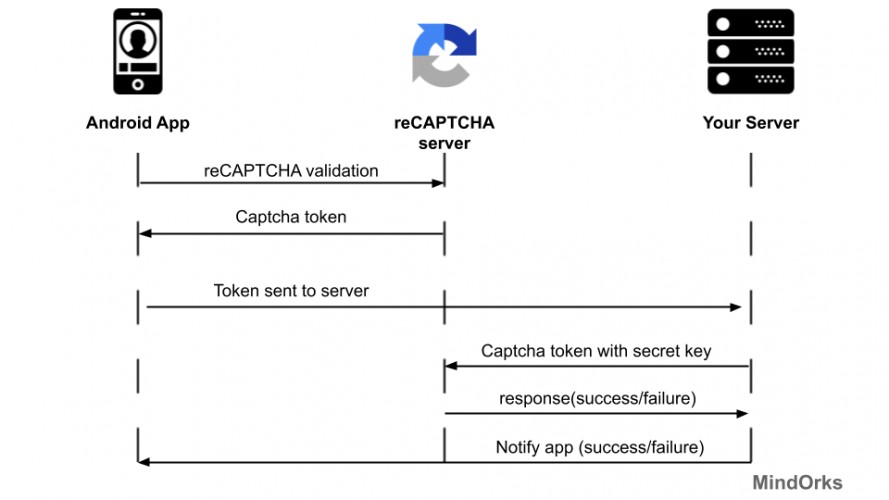 Android App
reCAPTCHA
server
Your Server
reCAPTCHA validation
Captcha token
Token sent to server
Captcha token with secret key
response(success/failure)
Notify app (success/failure)
MindOrks